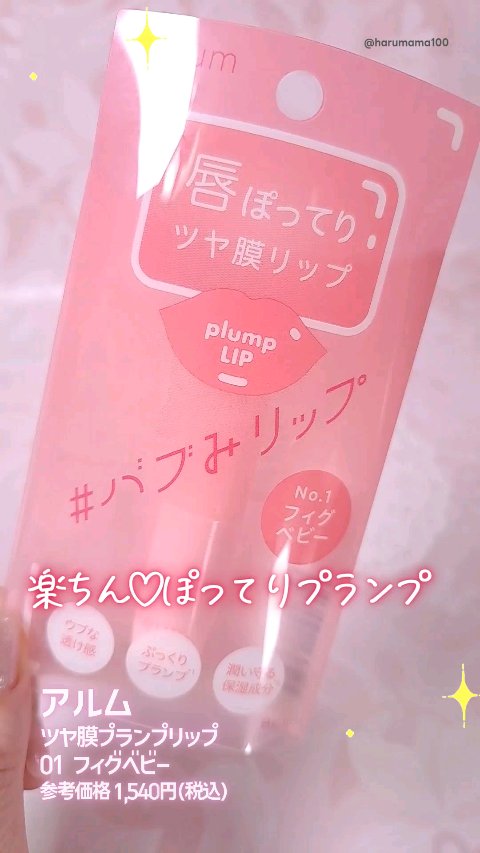 @harumama100
um
唇ぽってり
ツヤ膜リップ
plump
LIP
#バブみリップ
No.1
フィグ
ベビー
楽ちん♡ぽってりプランプ
ウブな
透け感
ぷっくり
プランプ
潤い守る
保湿成分
アルム
ツヤ膜プランプリップ
01 フィグベビー
参考価格 1,540円(税込)